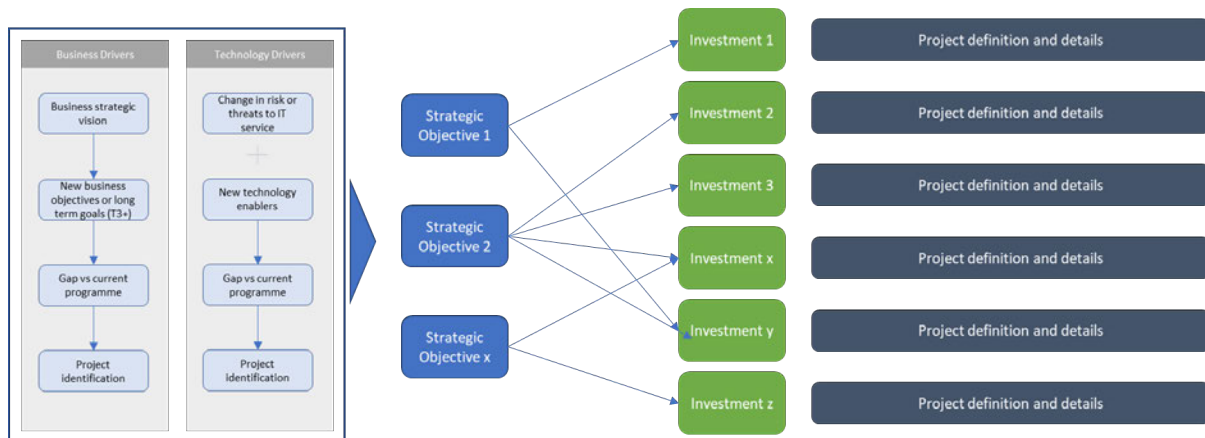 Business Drivers
Business strategic
vision
New business
objectives or long
term goals (T3+)
Gap vs current
programme
Project
identification
Technology Drivers
Change in risk or
threats to IT
service
+
New technology
enablers
Gap vs current
programme
Project
identification
Strategic
Objective 1
Strategic
Objective 2
Strategic
Objective x
Investment 1
Project definition and details
Investment 2
Project definition and details
Investment 3
Project definition and details
Investment x
Project definition and details
Investment y
Project definition and details
Investment z
Project definition and details